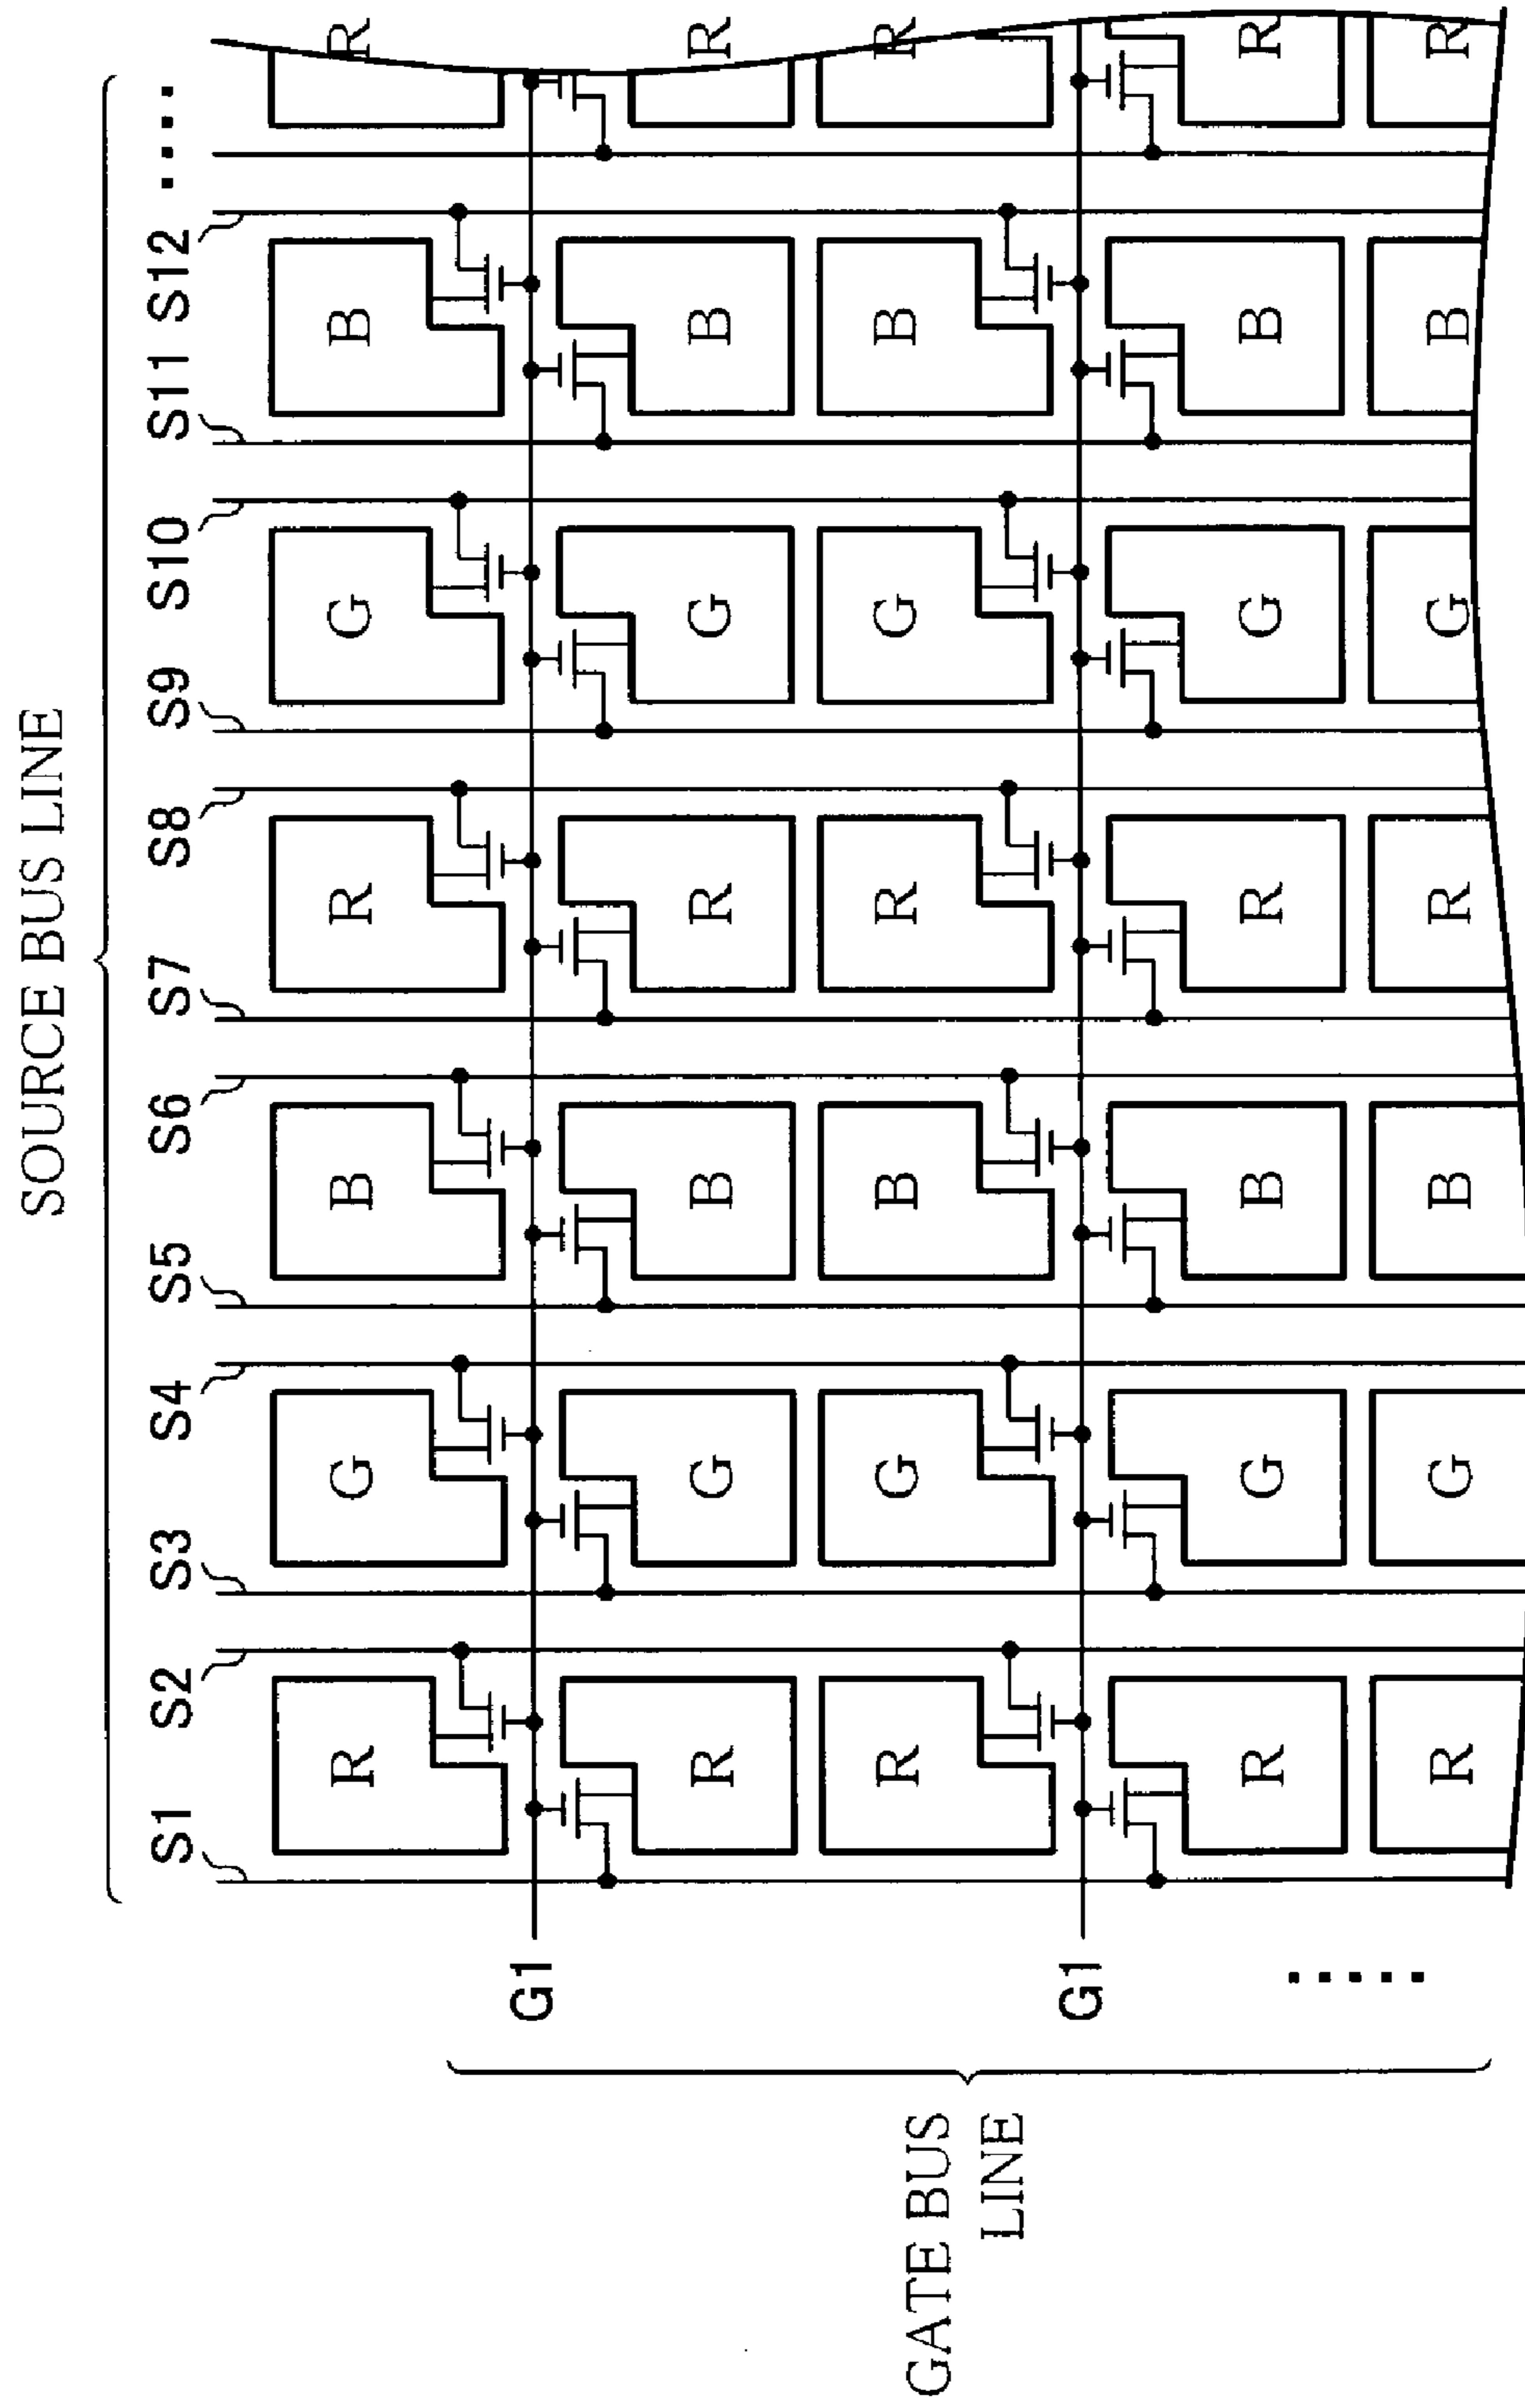 SOURCE BUS LINE
S1 S2 S3 S4 S5 S6 S7 S8 S9 S10 S11 S12 ....
R G B R G B R
G1
R G B R G B R
R G B R G B R
GATE BUS
LINE
G1
R G B R G B R
.....
R G B R G B R